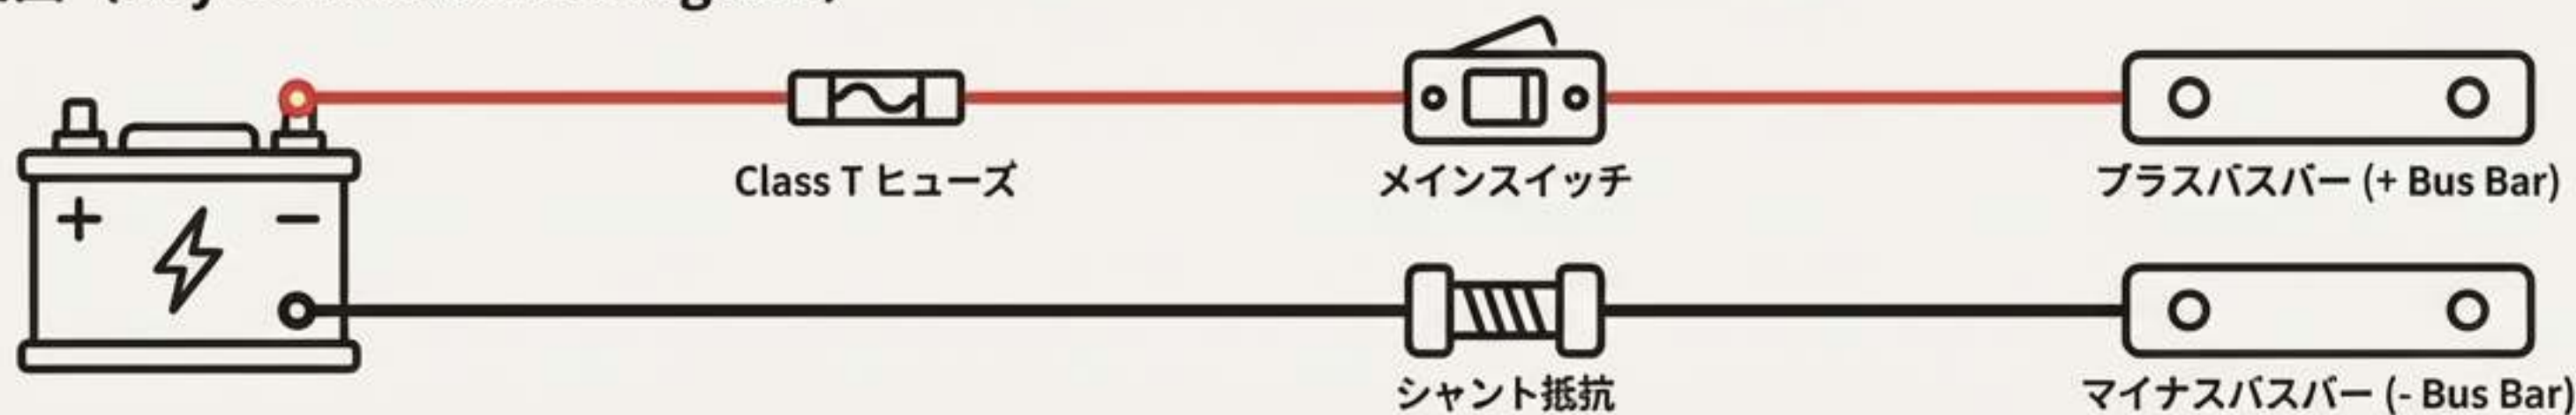 +
−
Class T ヒューズ
メインスイッチ
プラスバスバー (+ Bus Bar)
シャント抵抗
マイナスバスバー (- Bus Bar)